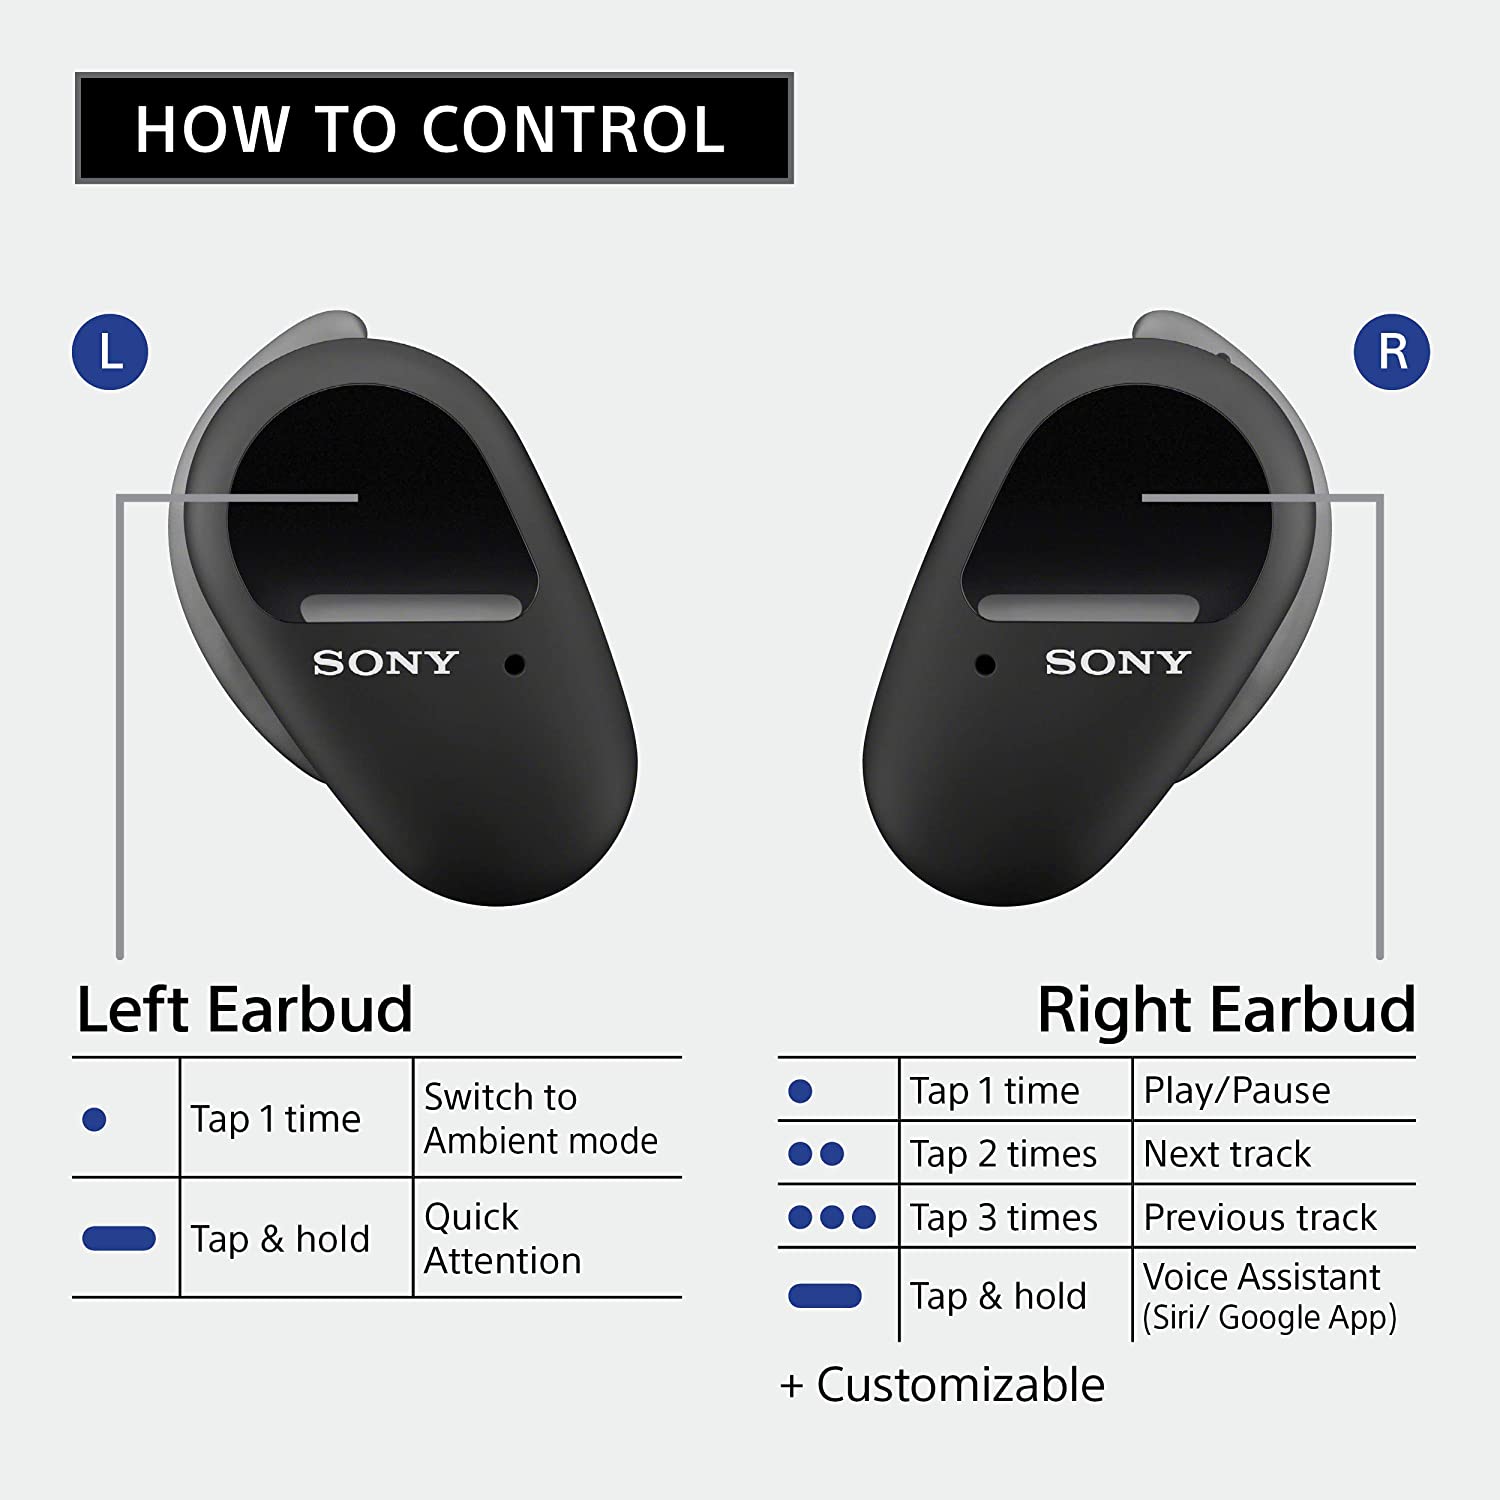 HOW TO CONTROL
L
R
SONY
SONY
Left Earbud
Tap 1 time
Switch to
Ambient mode
Tap & hold
Quick
Attention
Right Earbud
Tap 1 time
Play/Pause
Tap 2 times
Next track
Tap 3 times
Previous track
Tap & hold
Voice Assistant
(Siri/ Google App)
+ Customizable